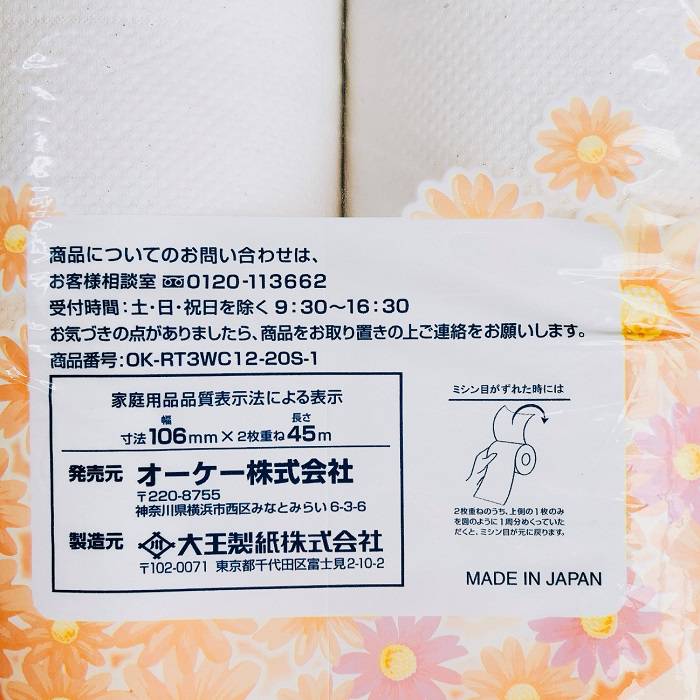 商品についてのお問い合わせは、
お客様相談室 0120-113662
受付時間:土・日・祝日を除く 9:30～16:30
お気づきの点がありましたら、商品をお取り置きの上ご連絡をお願いします。
商品番号:OK-RT3WC12-20S-1
家庭用品品質表示法による表示
幅 長さ
寸法 106mm×2枚重ね 45m
発売元 オーケー株式会社
〒220-8755
神奈川県横浜市西区みなとみらい 6-3-6
製造元 大王製紙株式会社
〒102-0071 東京都千代田区富士見2-10-2
ミシン目がずれた時には
2枚重ねのうち、上側の1枚のみ
を図のように1周分めくっていた
だくと、ミシン目が元に戻ります。
MADE IN JAPAN